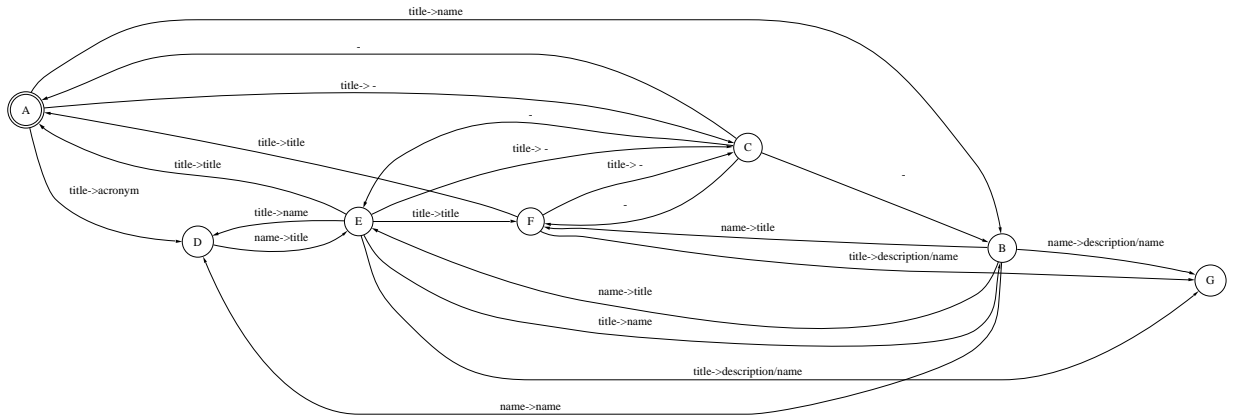 title->name
-
title-> -
A
-
title->title
title-> -
C
title->title
title-> -
-
title->acronym
-
title->name
E
title->title
F
name->title
D
name->title
B
name->description/name
title->description/name
G
name->title
title->name
title->description/name
name->name